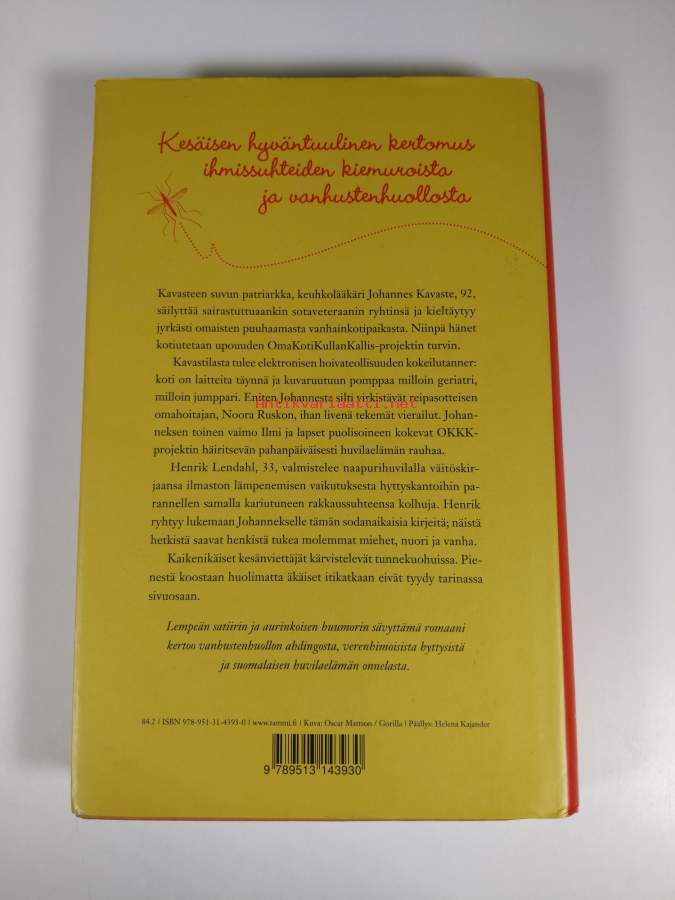 Kesäisen hyväntuulinen kertomus
ihmissuhteiden kiemuroista
ja vanhustenhuollosta
Kavasteen suvun patriarkka, keuhkolääkäri Johannes Kavaste, 92,
säilyttää sairastuttuaankin sotaveteraanin ryhtinsä ja kieltäytyy
jyrkästi omaisten puuhaamasta vanhainkotipaikasta. Niinpä hänet
kotiutetaan upouuden OmaKotiKullanKallis-projektin turvin.
Kavastilasta tulee elektronisen hoivateollisuuden kokeilutanner:
koti on laitteita täynnä ja kuvaruutuun pomppaa milloin geriatri,
milloin jumppari. Eniten Johannesta silti virkistävät reipasotteisen
Antikvariaatti.net
omahoitajan, Noora Ruskon, ihan livenä tekemät vierailut. Johan-
neksen toinen vaimo Ilmi ja lapset puolisoineen kokevat OKKK-
projektin häiritsevän pahanpäiväisesti huvilaelämän rauhaa.
Henrik Lendahl, 33, valmistelee naapurihuvilalla väitöskir-
jaansa ilmaston lämpenemisen vaikutuksesta hyttyskantoihin pa-
rannellen samalla kariutuneen rakkaussuhteensa kolhuja. Henrik
ryhtyy lukemaan Johannekselle tämän sodanaikaisia kirjeitä; näistä
hetkistä saavat henkistä tukea molemmat miehet, nuori ja vanha.
Kaikenikäiset kesänviettäjät kärvistelevät tunnekuohuissa. Pie-
nestä koostaan huolimatta äkäiset itikatkaan eivät tyydy tarinassa
sivuosaan.
Lempeän satiirin ja aurinkoisen huumorin sävyttämä romaani
kertoo vanhustenhuollon ahdingosta, verenhimoisista hyttysistä
ja suomalaisen huvilaelämän onnelasta.
84.2 | ISBN 978-951-31-4393-0 | www.tammi.fi | Kuva: Oscar Mattson / Gorilla | Päällys: Helena Kajander
9 789513 143930